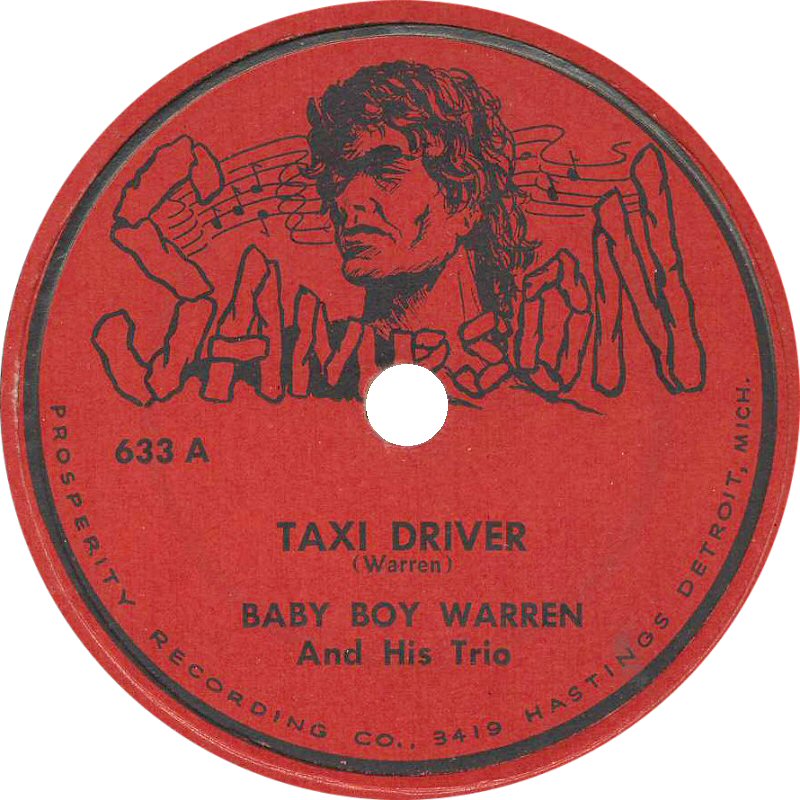 SAMPSON
633 A
TAXI DRIVER
(Warren)
BABY BOY WARREN
And His Trio
PROSPERITY RECORDING CO., 3419 HASTINGS DETROIT, MICH.